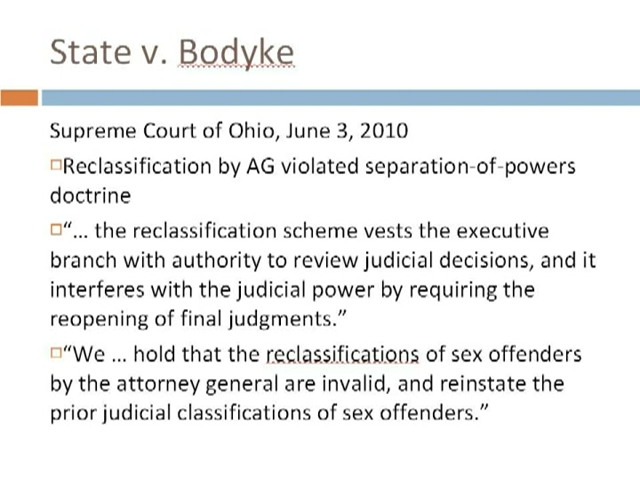 State v. Bodyke
Supreme Court of Ohio, June 3, 2010
Reclassification by AG violated separation-of-powers
doctrine
“... the reclassification scheme vests the executive
branch with authority to review judicial decisions, and it
interferes with the judicial power by requiring the
reopening of final judgments.”
“We ... hold that the reclassifications of sex offenders
by the attorney general are invalid, and reinstate the
prior judicial classifications of sex offenders.”